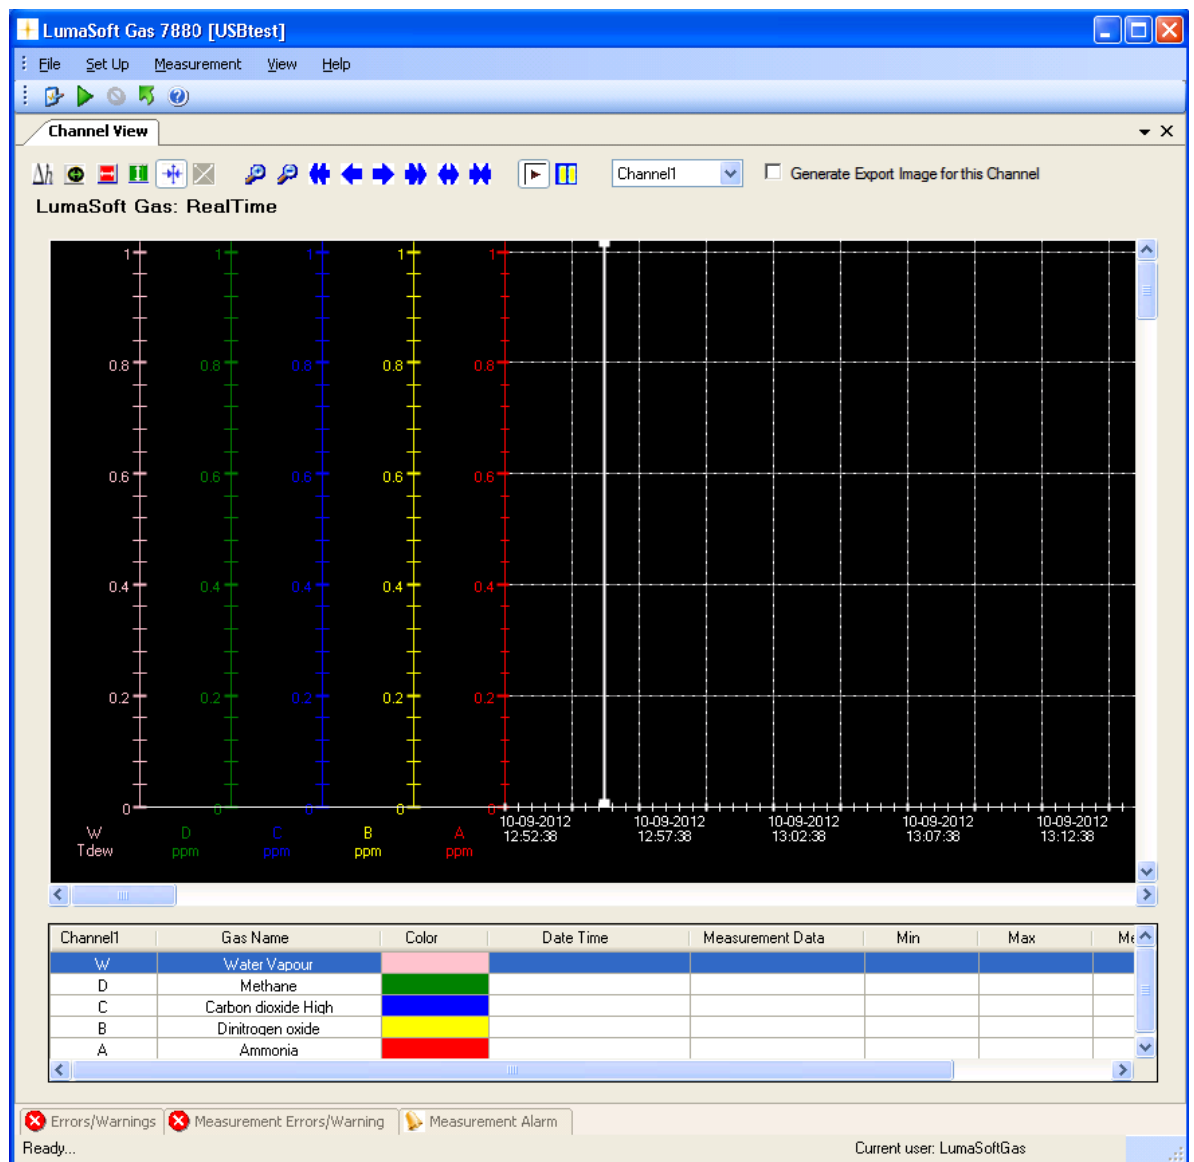 LumaSoft Gas 7880 [USBtest]
File Set Up Measurement View Help
Channel View
Δh
Channel1 Generate Export Image for this Channel
LumaSoft Gas: RealTime
1 1 1 1 1
0.8 0.8 0.8 0.8 0.8
0.6 0.6 0.6 0.6 0.6
0.4 0.4 0.4 0.4 0.4
0.2 0.2 0.2 0.2 0.2
0 0 0 0 0
W D C B A
Tdew ppm ppm ppm ppm
10-09-2012 10-09-2012 10-09-2012 10-09-2012 10-09-2012
12:52:38 12:57:38 13:02:38 13:07:38 13:12:38
Channel1 Gas Name Color Date Time Measurement Data Min Max Me
W Water Vapour
D Methane
C Carbon dioxide High
B Dinitrogen oxide
A Ammonia
Errors/Warnings Measurement Errors/Warning Measurement Alarm
Ready... Current user: LumaSoftGas